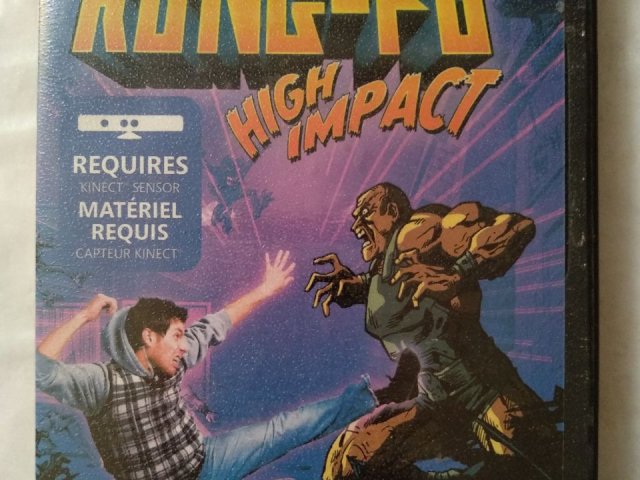 KUNG-FU
HIGH
IMPACT
REQUIRES
KINECT SENSOR
MATÉRIEL
REQUIS
CAPTEUR KINECT